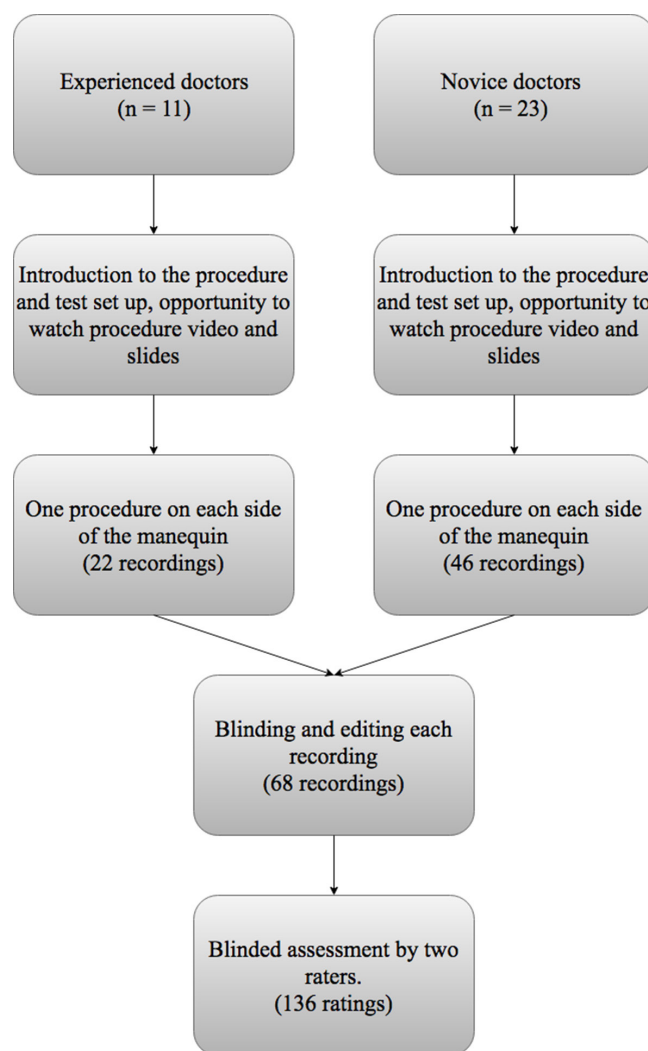 Experienced doctors
(n = 11)
Novice doctors
(n = 23)
Introduction to the procedure
and test set up, opportunity to
watch procedure video and
slides
Introduction to the procedure
and test set up, opportunity to
watch procedure video and
slides
One procedure on each side
of the manequin
(22 recordings)
One procedure on each side
of the manequin
(46 recordings)
Blinding and editing each
recording
(68 recordings)
Blinded assessment by two
raters.
(136 ratings)